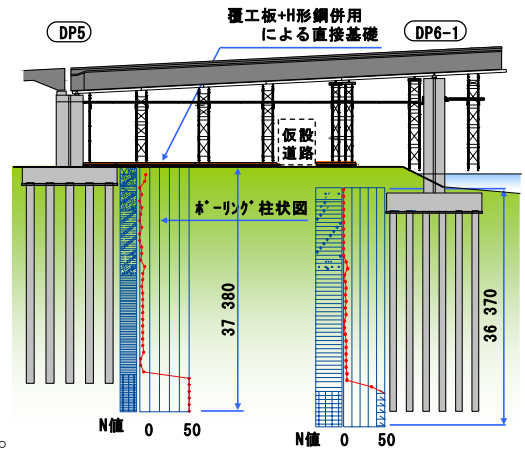 覆工板+H形鋼併用
による直接基礎
DP5
DP6-1
仮設
道路
ボーリング柱状図
37 380
36 370
N値 0 50
N値 0 50
。